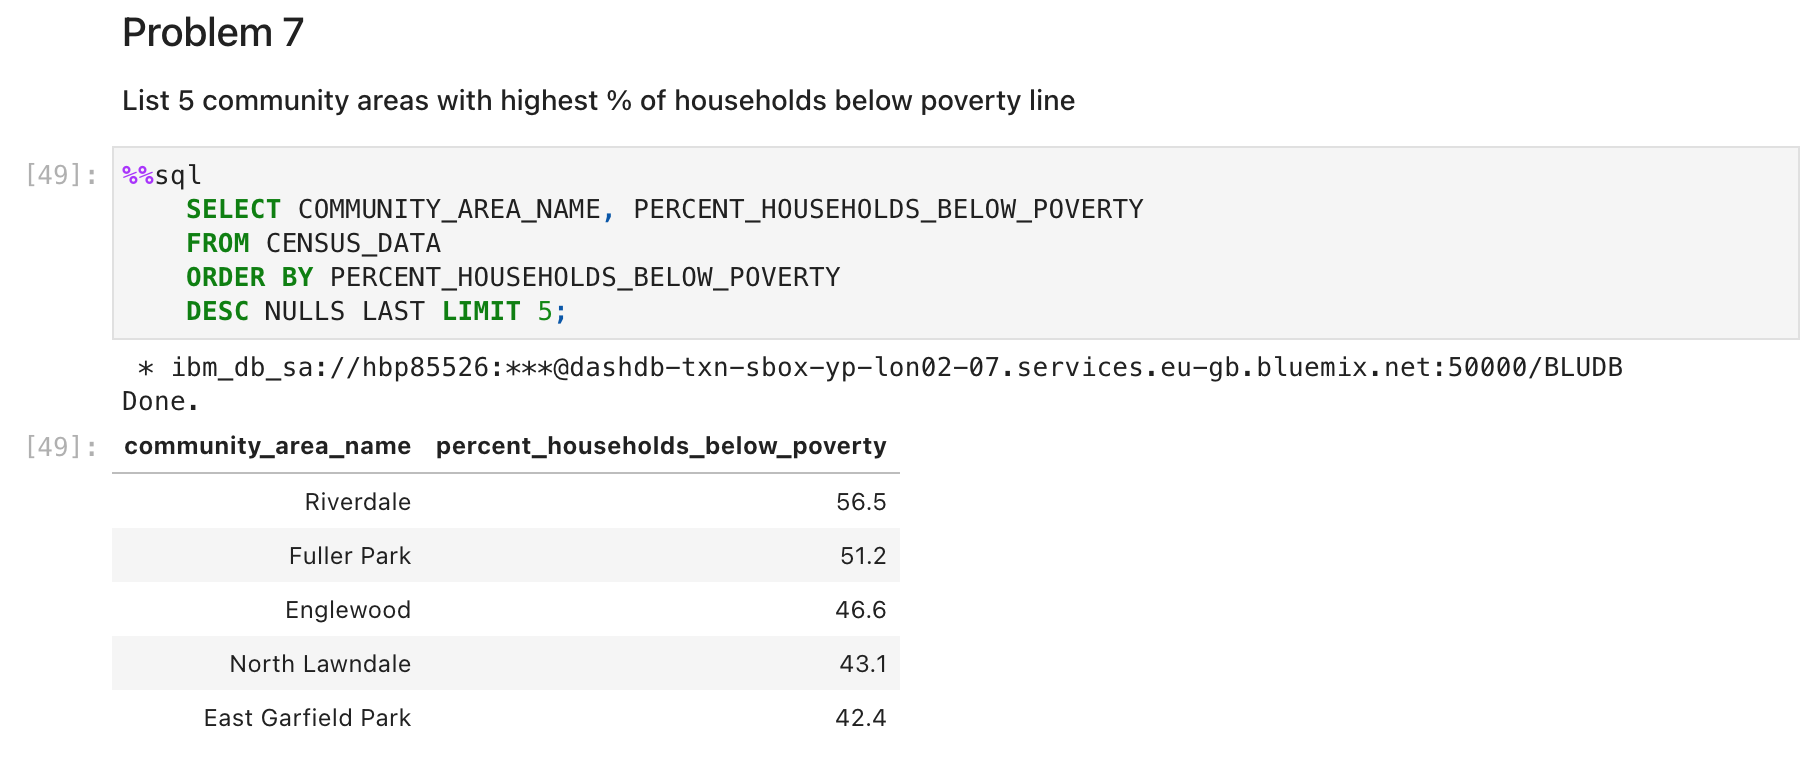 Problem 7
List 5 community areas with highest % of households below poverty line
[49]: %%sql
SELECT COMMUNITY_AREA_NAME, PERCENT_HOUSEHOLDS_BELOW_POVERTY
FROM CENSUS_DATA
ORDER BY PERCENT_HOUSEHOLDS_BELOW_POVERTY
DESC NULLS LAST LIMIT 5;
* ibm_db_sa://hbp85526:***@dashdb-txn-sbox-yp-lon02-07.services.eu-gb.bluemix.net:50000/BLUDB
Done.
[49]: community_area_name percent_households_below_poverty
Riverdale 56.5
Fuller Park 51.2
Englewood 46.6
North Lawndale 43.1
East Garfield Park 42.4